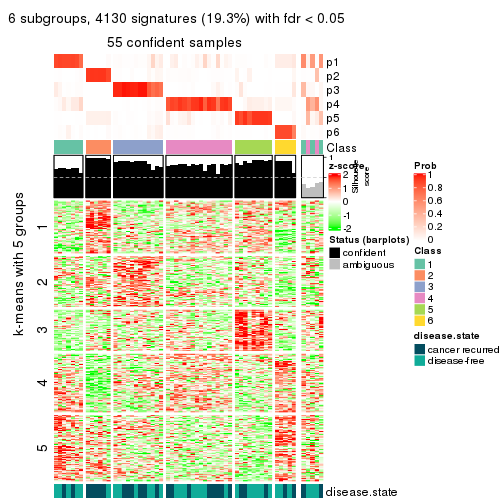 6 subgroups, 4130 signatures (19.3%) with fdr < 0.05
55 confident samples
p1
p2
p3
p4
p5
p6
Class
1
0
Silhouette
score
z-score
2
1
0
-1
-2
Status (barplots)
confident
ambiguous
Prob
1
0.8
0.6
0.4
0.2
0
Class
1
2
3
4
5
6
disease.state
cancer recurred
disease-free
k-means with 5 groups
1
2
3
4
5
disease.state